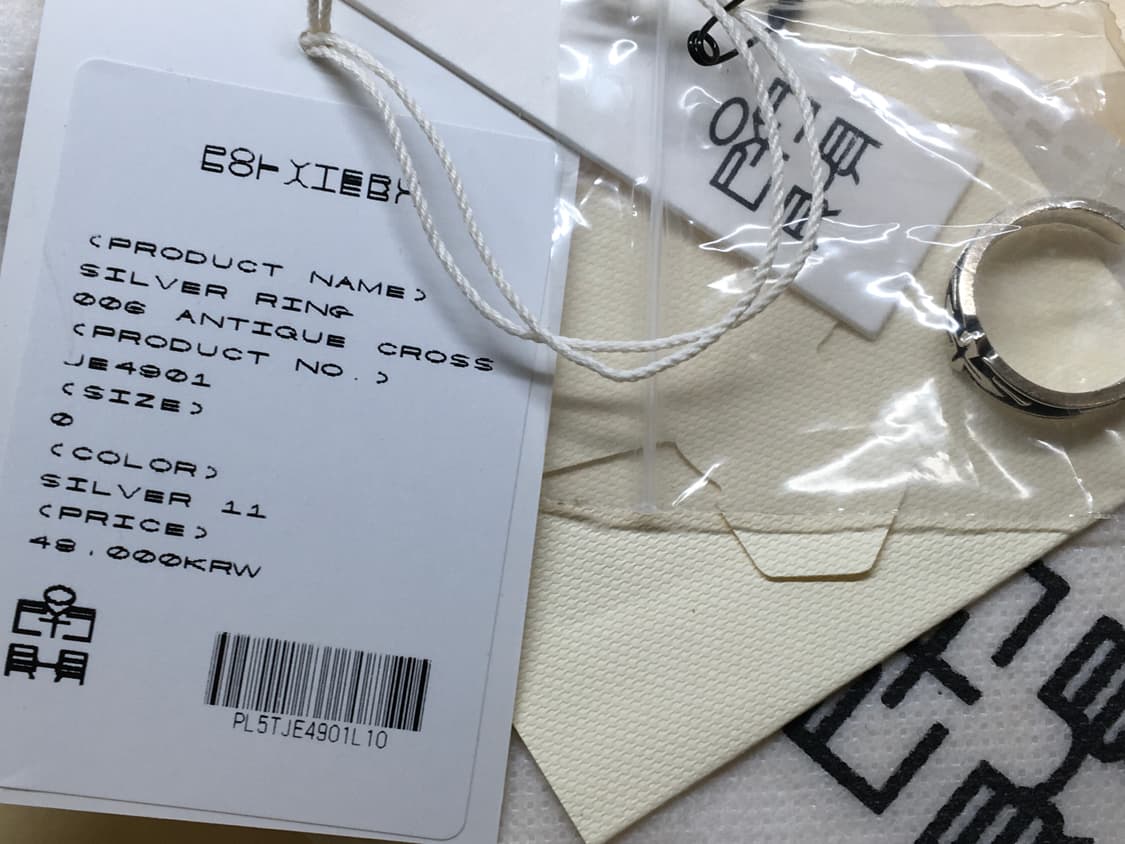 <PRODUCT NAME>
SILVER RING
006 ANTIQUE CROSS
<PRODUCT NO.>
JE4901
<SIZE>
0
<COLOR>
SILVER 11
<PRICE>
48.000KRW
PL5TJE4901L10